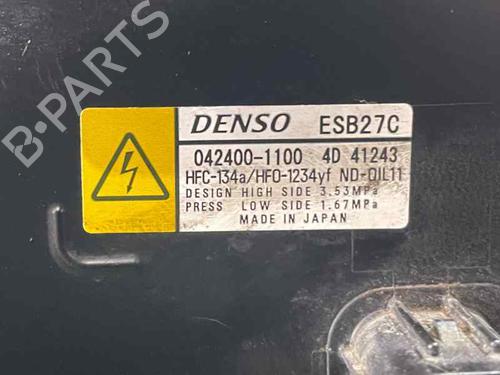 DENSO ESB27C
042400-1100 4D 41243
HFC-134a/HFO-1234yf ND-OIL11
DESIGN HIGH SIDE 3.53MPa
PRESS LOW SIDE 1.67MPa
MADE IN JAPAN
B-PARTS